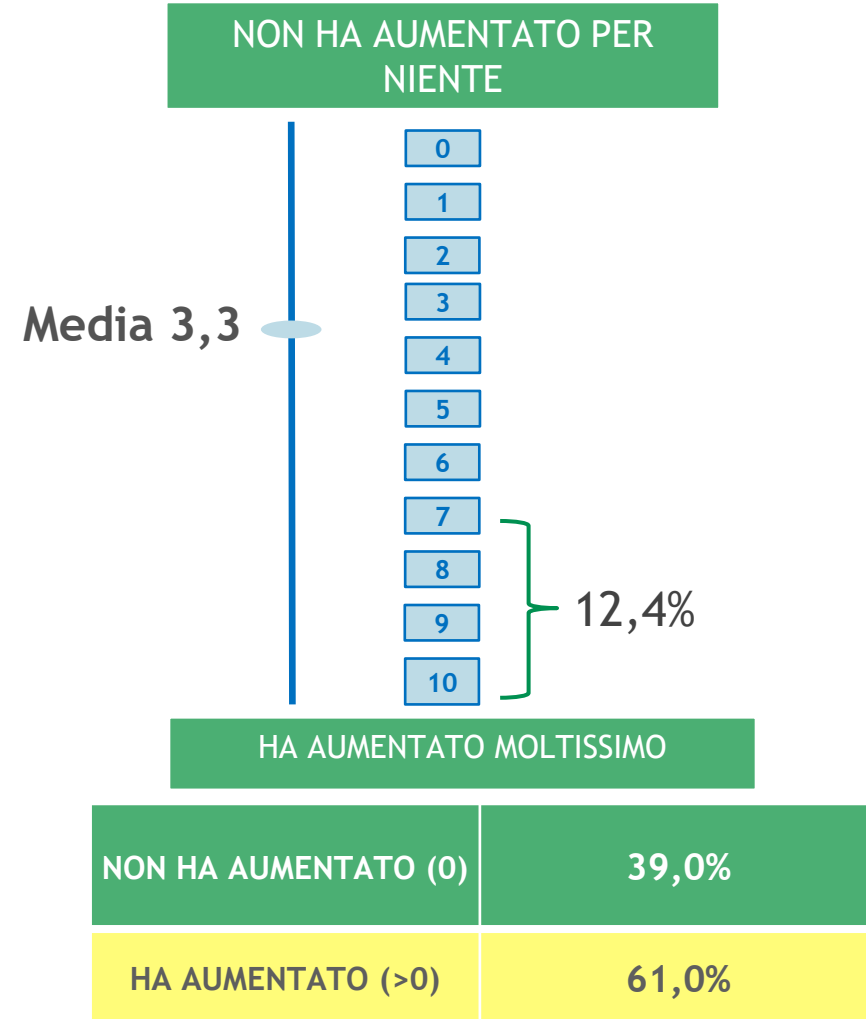 NON HA AUMENTATO PER
NIENTE
0
1
2
3
Media 3,3
4
5
6
7
8
12,4%
9
10
HA AUMENTATO MOLTISSIMO
NON HA AUMENTATO (0) 39,0%
HA AUMENTATO (>0) 61,0%